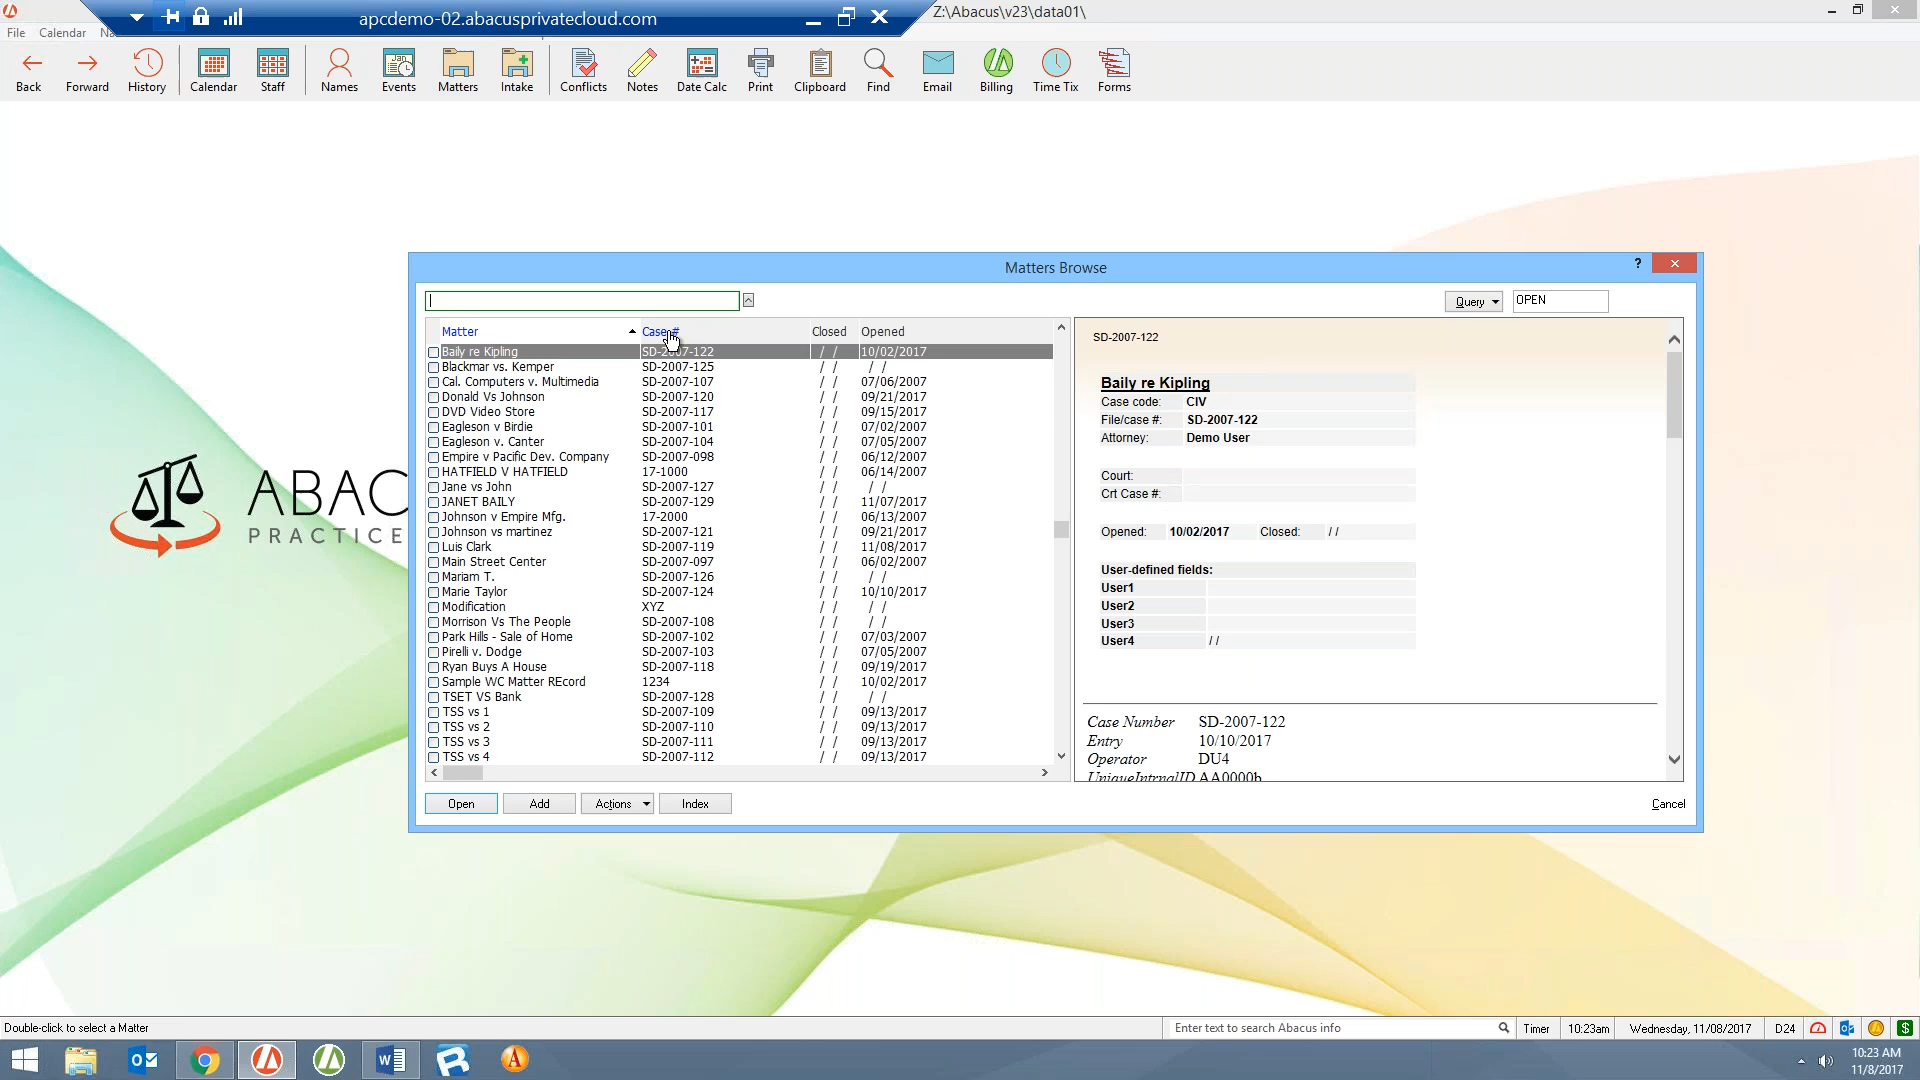 apcdemo-02.abacusprivatecloud.com
Z:\Abacus\v23\data01\
File Calendar
Back Forward History Calendar Staff Names Events Matters Intake Conflicts Notes Date Calc Print Clipboard Find Email Billing Time Tix Forms
Matters Browse
?
Query OPEN
Matter Case # Closed Opened
Baily re Kipling SD-2007-122 / / 10/02/2017
Blackmar vs. Kemper SD-2007-125 / / / /
Cal. Computers v. Multimedia SD-2007-107 / / 07/06/2007
Donald Vs Johnson SD-2007-120 / / 09/21/2017
DVD Video Store SD-2007-117 / / 09/15/2017
Eagleson v Birdie SD-2007-101 / / 07/02/2007
Eagleson v. Canter SD-2007-104 / / 07/05/2007
Empire v Pacific Dev. Company SD-2007-098 / / 06/12/2007
HATFIELD V HATFIELD 17-1000 / / 06/14/2007
Jane vs John SD-2007-127 / / / /
JANET BAILY SD-2007-129 / / 11/07/2017
Johnson v Empire Mfg. 17-2000 / / 06/13/2007
Johnson vs martinez SD-2007-121 / / 09/21/2017
Luis Clark SD-2007-119 / / 11/08/2017
Main Street Center SD-2007-097 / / 06/02/2007
Mariam T. SD-2007-126 / / / /
Marie Taylor SD-2007-124 / / 10/10/2017
Modification XYZ / / / /
Morrison Vs The People SD-2007-108 / / / /
Park Hills - Sale of Home SD-2007-102 / / 07/03/2007
Pirelli v. Dodge SD-2007-103 / / 07/05/2007
Ryan Buys A House SD-2007-118 / / 09/19/2017
Sample WC Matter REcord 1234 / / 10/02/2017
TSET VS Bank SD-2007-128 / / / /
TSS vs 1 SD-2007-109 / / 09/13/2017
TSS vs 2 SD-2007-110 / / 09/13/2017
TSS vs 3 SD-2007-111 / / 09/13/2017
TSS vs 4 SD-2007-112 / / 09/13/2017
SD-2007-122
Baily re Kipling
Case code: CIV
File/case #: SD-2007-122
Attorney: Demo User
Court:
Crt Case #:
Opened: 10/02/2017 Closed: / /
User-defined fields:
User1
User2
User3
User4 / /
Case Number SD-2007-122
Entry 10/10/2017
Operator DU4
UniqueIntrnalID AA0000b
Open Add Actions Index Cancel
ABAC
PRACTICE
Double-click to select a Matter
Enter text to search Abacus info
Timer 10:23am Wednesday, 11/08/2017 D24
10:23 AM
11/8/2017